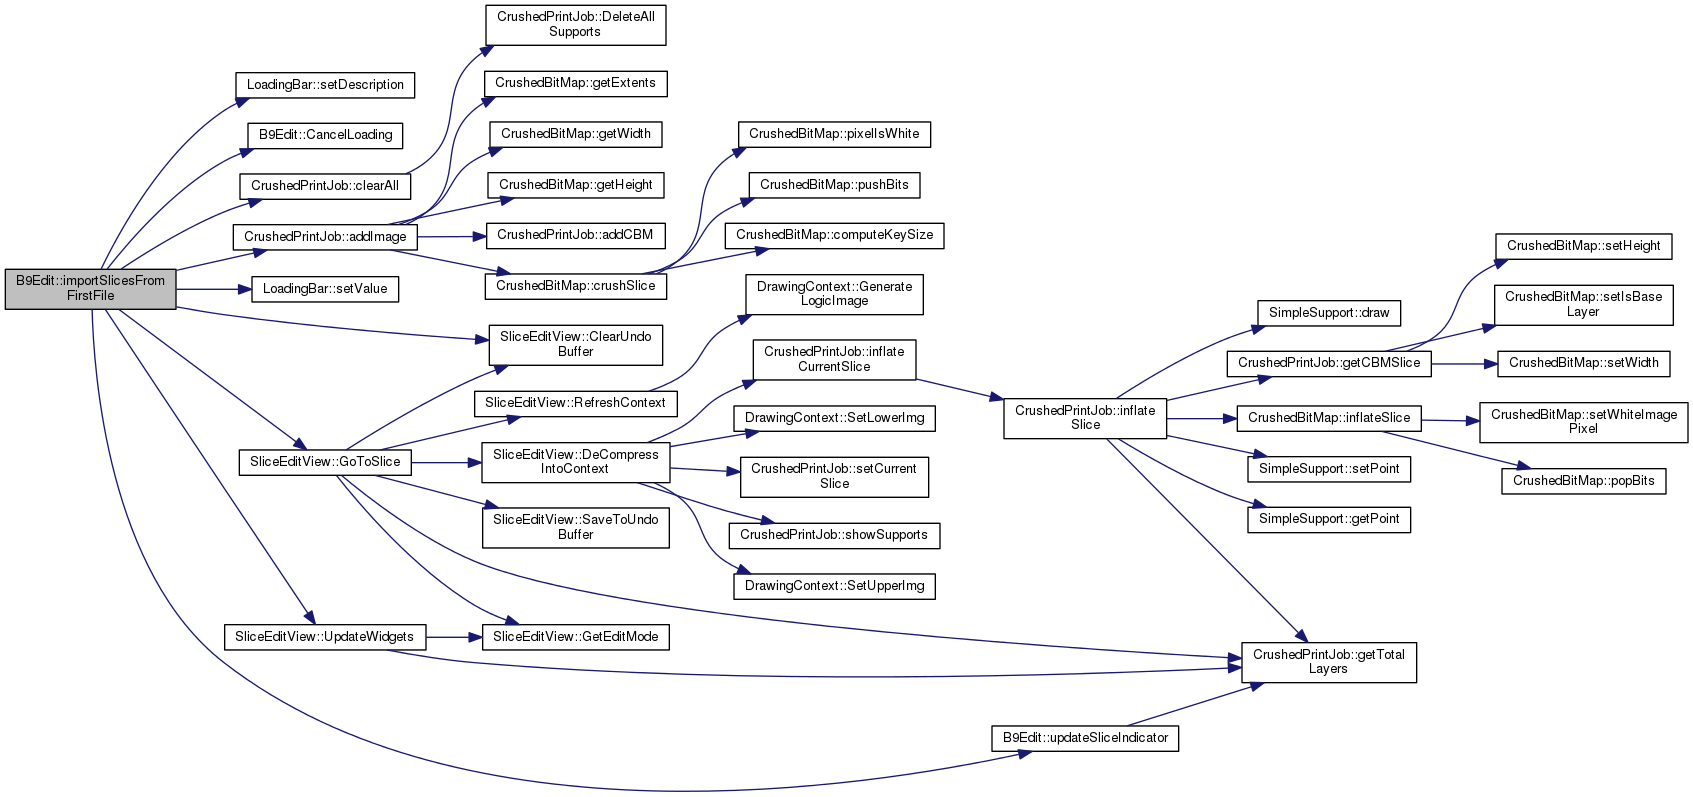 B9Edit::importSlicesFrom
FirstFile
LoadingBar::setDescription
B9Edit::CancelLoading
CrushedPrintJob::clearAll
CrushedPrintJob::addImage
LoadingBar::setValue
SliceEditView::GoToSlice
SliceEditView::UpdateWidgets
CrushedPrintJob::DeleteAll
Supports
CrushedBitMap::getExtents
CrushedBitMap::getWidth
CrushedBitMap::getHeight
CrushedPrintJob::addCBM
CrushedBitMap::crushSlice
SliceEditView::ClearUndo
Buffer
SliceEditView::RefreshContext
SliceEditView::DeCompress
IntoContext
SliceEditView::SaveToUndo
Buffer
SliceEditView::GetEditMode
CrushedBitMap::pixelIsWhite
CrushedBitMap::pushBits
CrushedBitMap::computeKeySize
DrawingContext::Generate
LogicImage
CrushedPrintJob::inflate
CurrentSlice
DrawingContext::SetLowerImg
CrushedPrintJob::setCurrent
Slice
CrushedPrintJob::showSupports
DrawingContext::SetUpperImg
CrushedPrintJob::inflate
Slice
B9Edit::updateSliceIndicator
SimpleSupport::draw
CrushedPrintJob::getCBMSlice
CrushedBitMap::inflateSlice
SimpleSupport::setPoint
SimpleSupport::getPoint
CrushedPrintJob::getTotal
Layers
CrushedBitMap::setHeight
CrushedBitMap::setIsBase
Layer
CrushedBitMap::setWidth
CrushedBitMap::setWhiteImage
Pixel
CrushedBitMap::popBits